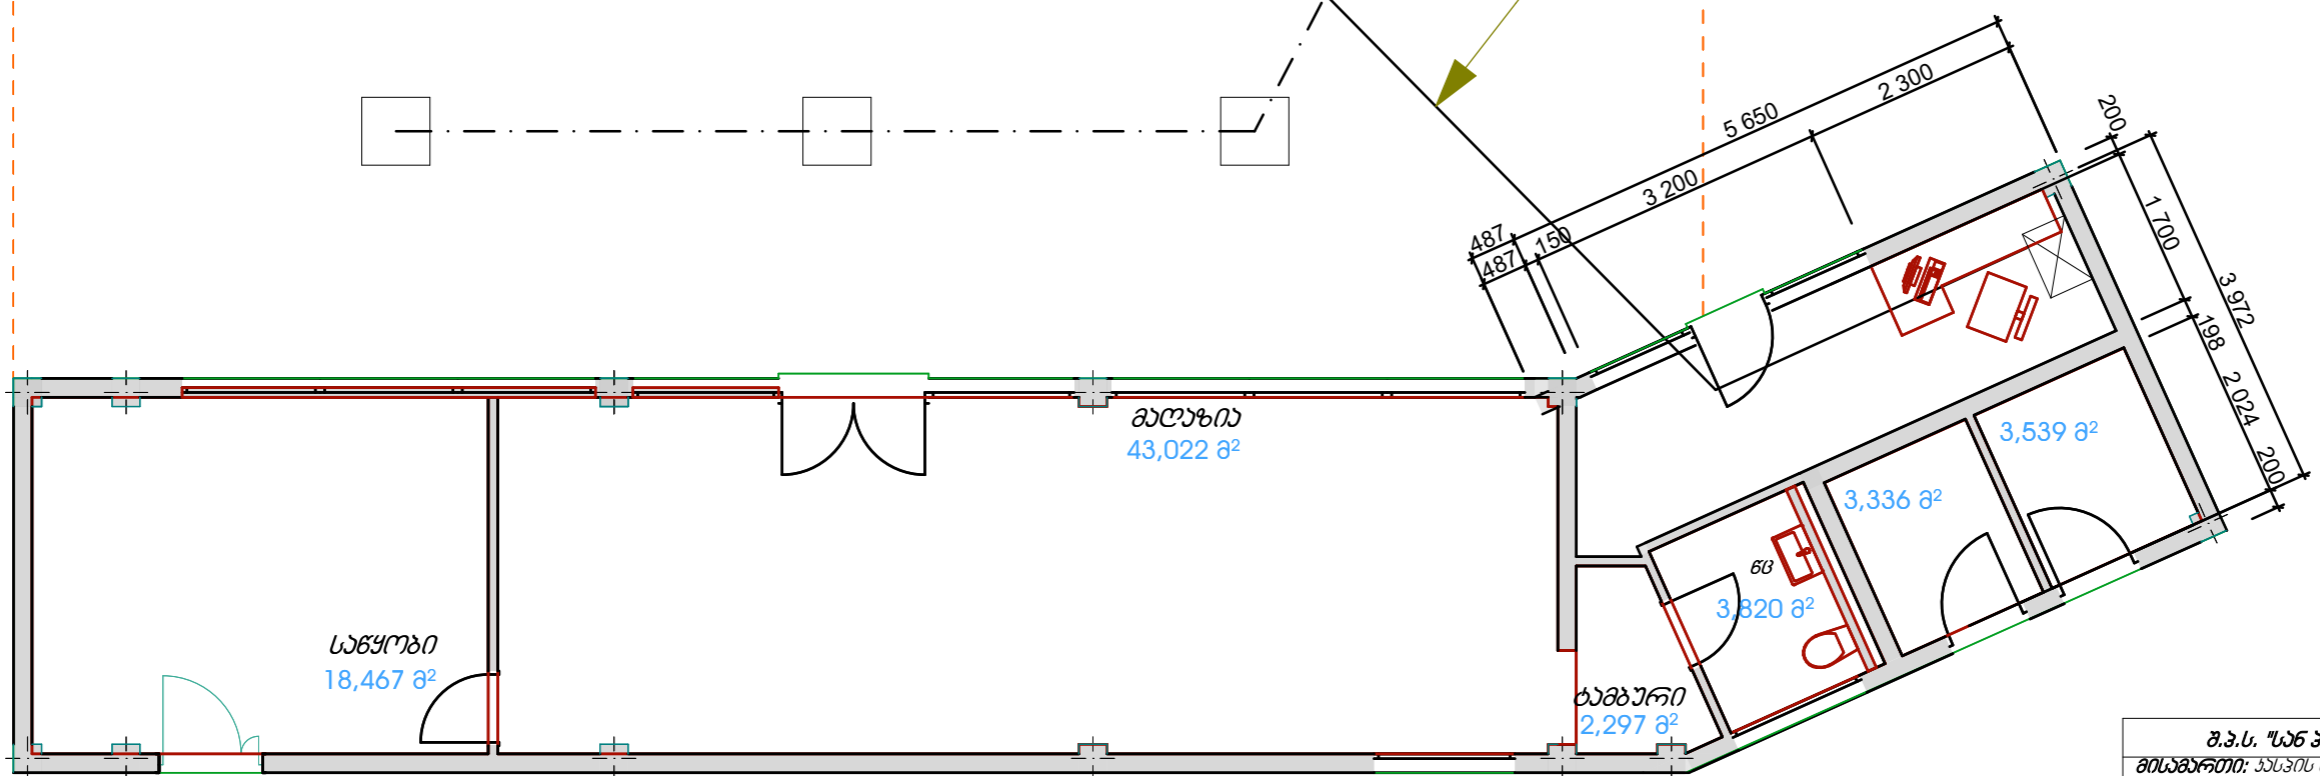 5 650
2 300
3 200
487
487
150
200
1 700
3 972
198
2 024
200
მაღაზია
43,022 მ²
3,539 მ²
3,336 მ²
წც
3,820 მ²
საწყობი
18,467 მ²
ტამბური
2,297 მ²
შ.პ.ს. "სან
მისამართი: კასპის